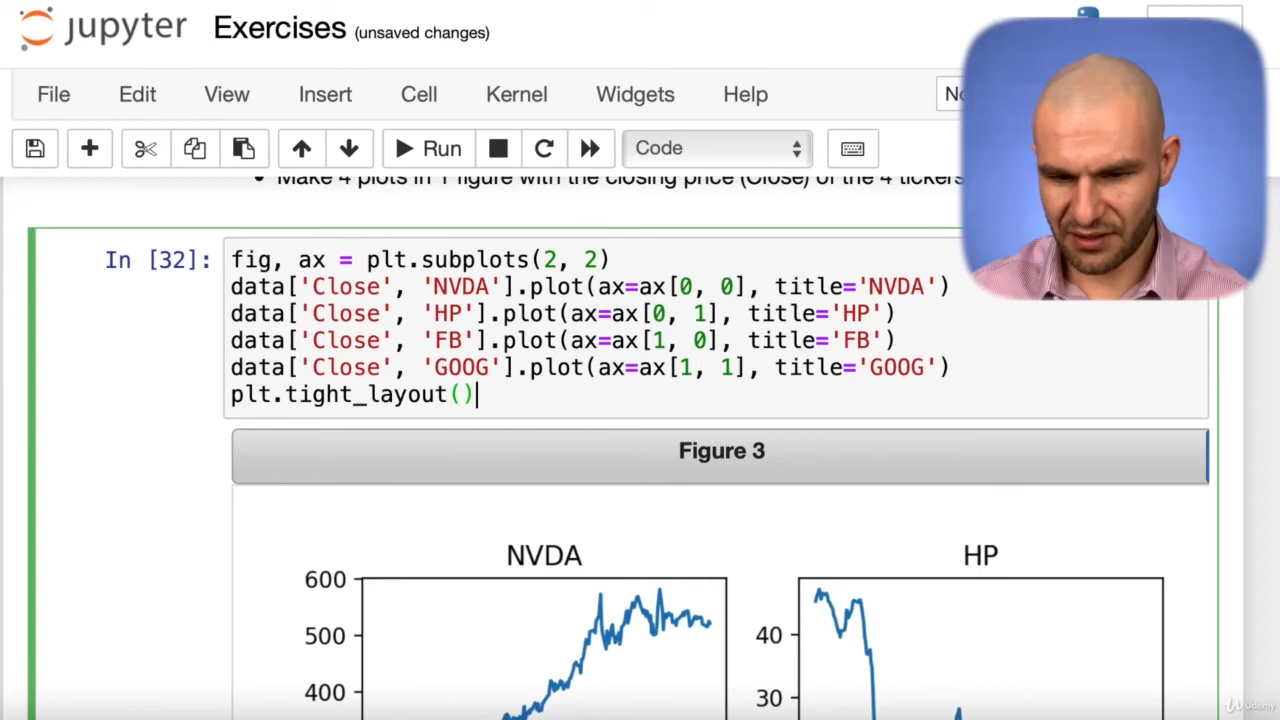 jupyter Exercises (unsaved changes)
File Edit View Insert Cell Kernel Widgets Help
Run Code
Make 4 plots in 1 figure with the closing price (Close) of the 4 tickers
In [32]: fig, ax = plt.subplots(2, 2)
data['Close', 'NVDA'].plot(ax=ax[0, 0], title='NVDA')
data['Close', 'HP'].plot(ax=ax[0, 1], title='HP')
data['Close', 'FB'].plot(ax=ax[1, 0], title='FB')
data['Close', 'GOOG'].plot(ax=ax[1, 1], title='GOOG')
plt.tight_layout()
Figure 3
NVDA HP
600
500
400
40
30
Udemy